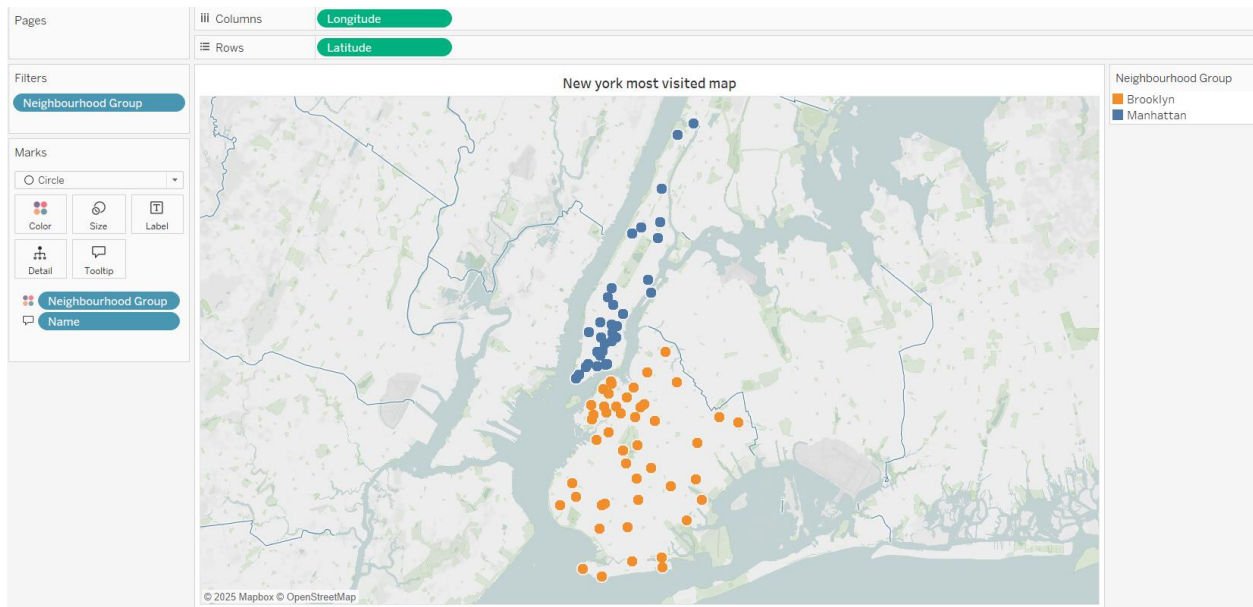 Pages
Columns
Longitude
Rows
Latitude
Filters
Neighbourhood Group
Marks
Circle
Color
Size
Label
Detail
Tooltip
Neighbourhood Group
Name
New york most visited map
© 2025 Mapbox © OpenStreetMap
Neighbourhood Group
Brooklyn
Manhattan